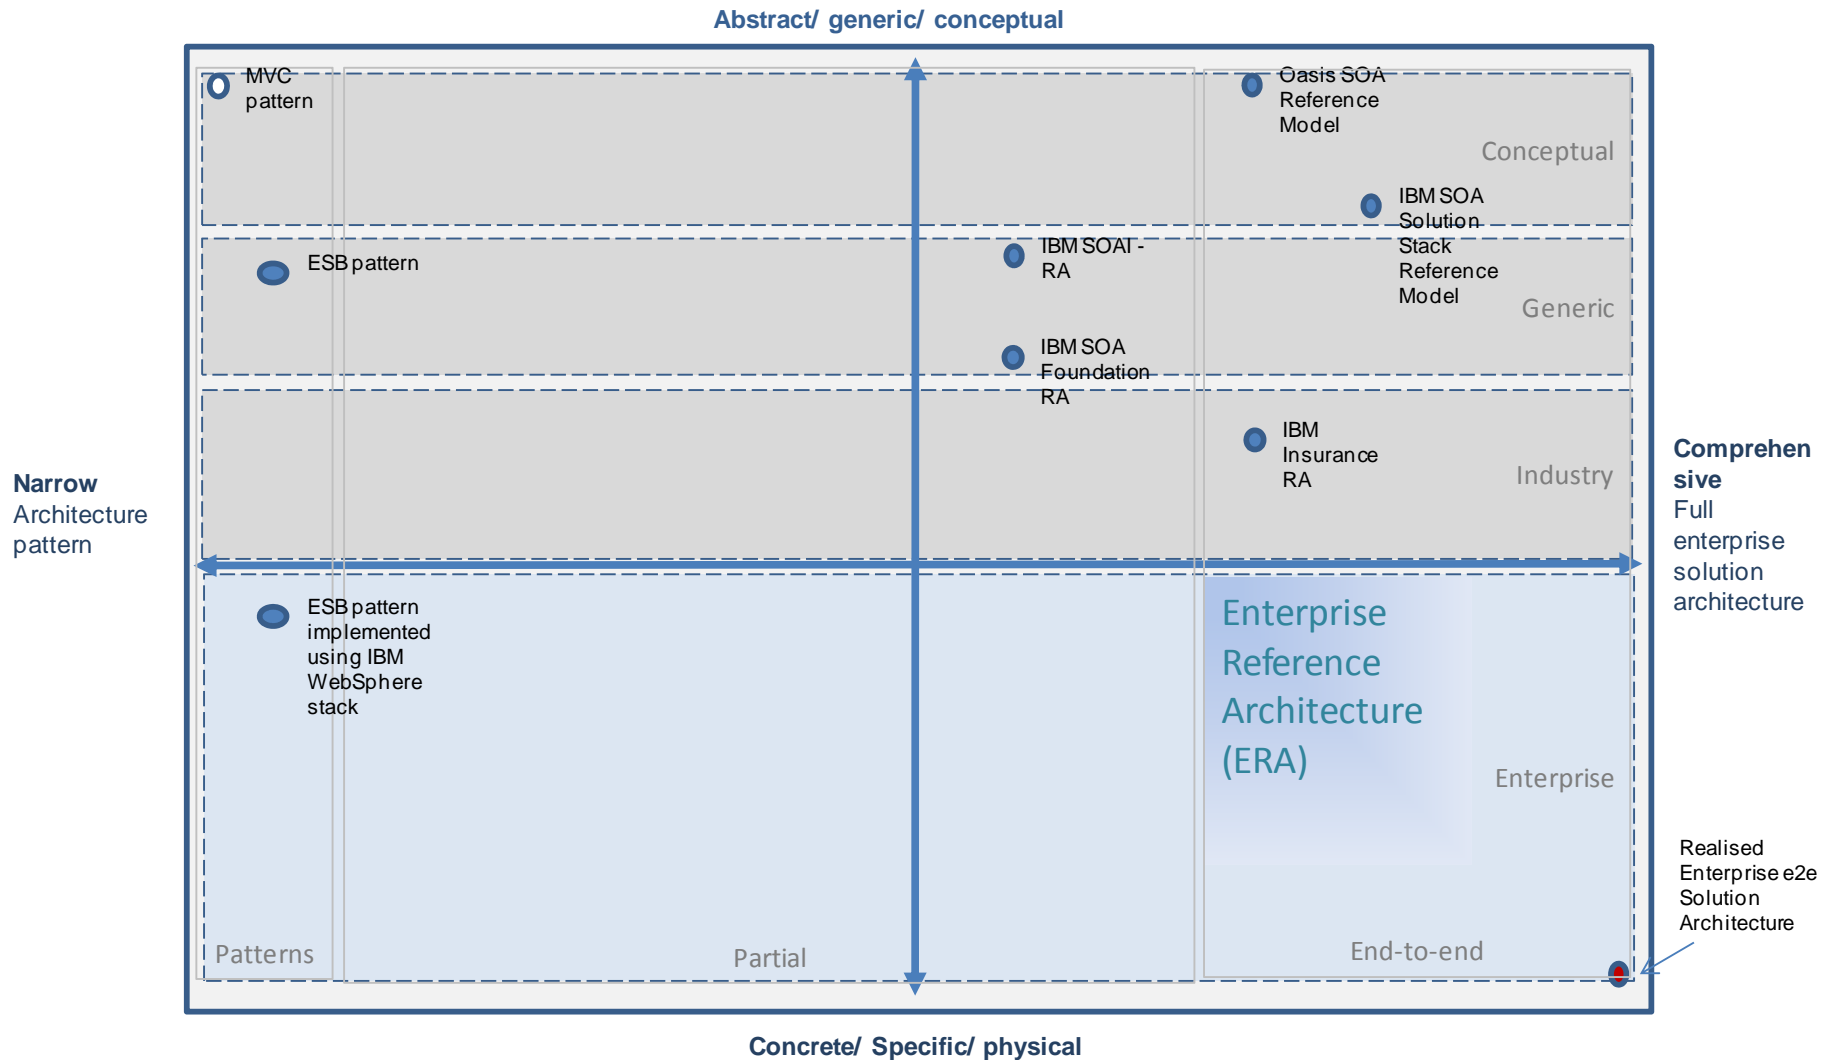 Abstract/ generic/ conceptual
MVC
pattern
Oasis SOA
Reference
Model
Conceptual
IBM SOA
Solution
Stack
Reference
Model
ESB pattern
IBM SOAI -
RA
Generic
IBM SOA
Foundation
RA
IBM
Insurance
RA
Industry
Narrow
Architecture
pattern
Comprehen
sive
Full
enterprise
solution
architecture
ESB pattern
implemented
using IBM
WebSphere
stack
Enterprise
Reference
Architecture
(ERA)
Enterprise
Realised
Enterprise e2e
Solution
Architecture
Patterns
Partial
End-to-end
Concrete/ Specific/ physical